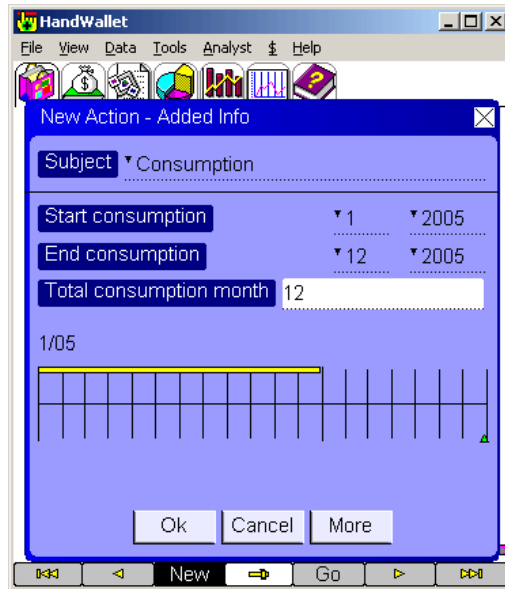 HandWallet
File View Data Tools Analyst $ Help
New Action - Added Info
Subject Consumption
Start consumption 1 2005
End consumption 12 2005
Total consumption month 12
1/05
Ok Cancel More
New Go